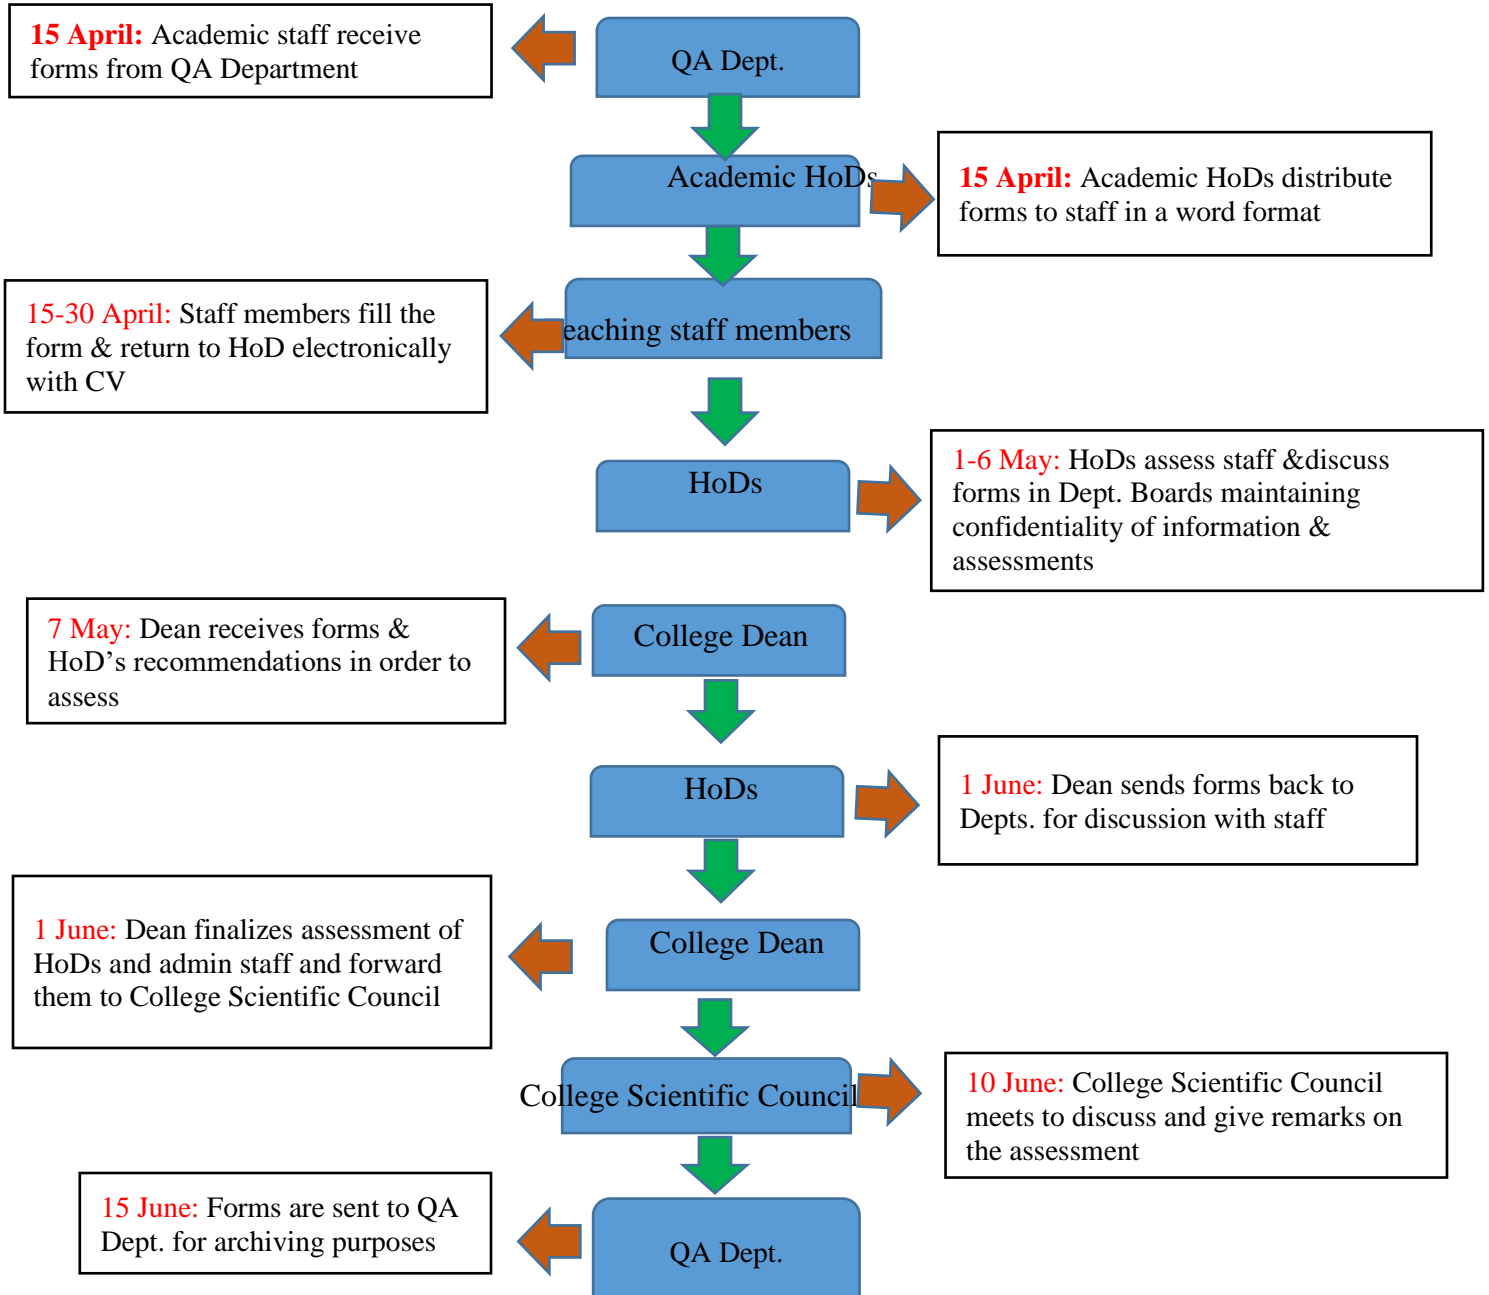 15 April: Academic staff receive
forms from QA Department
QA Dept.
Academic HoDs
15 April: Academic HoDs distribute
forms to staff in a word format
15-30 April: Staff members fill the
form & return to HoD electronically
with CV
eaching staff members
HoDs
1-6 May: HoDs assess staff &discuss
forms in Dept. Boards maintaining
confidentiality of information &
assessments
7 May: Dean receives forms &
HoD’s recommendations in order to
assess
College Dean
HoDs
1 June: Dean sends forms back to
Depts. for discussion with staff
1 June: Dean finalizes assessment of
HoDs and admin staff and forward
them to College Scientific Council
College Dean
College Scientific Council
10 June: College Scientific Council
meets to discuss and give remarks on
the assessment
15 June: Forms are sent to QA
Dept. for archiving purposes
QA Dept.